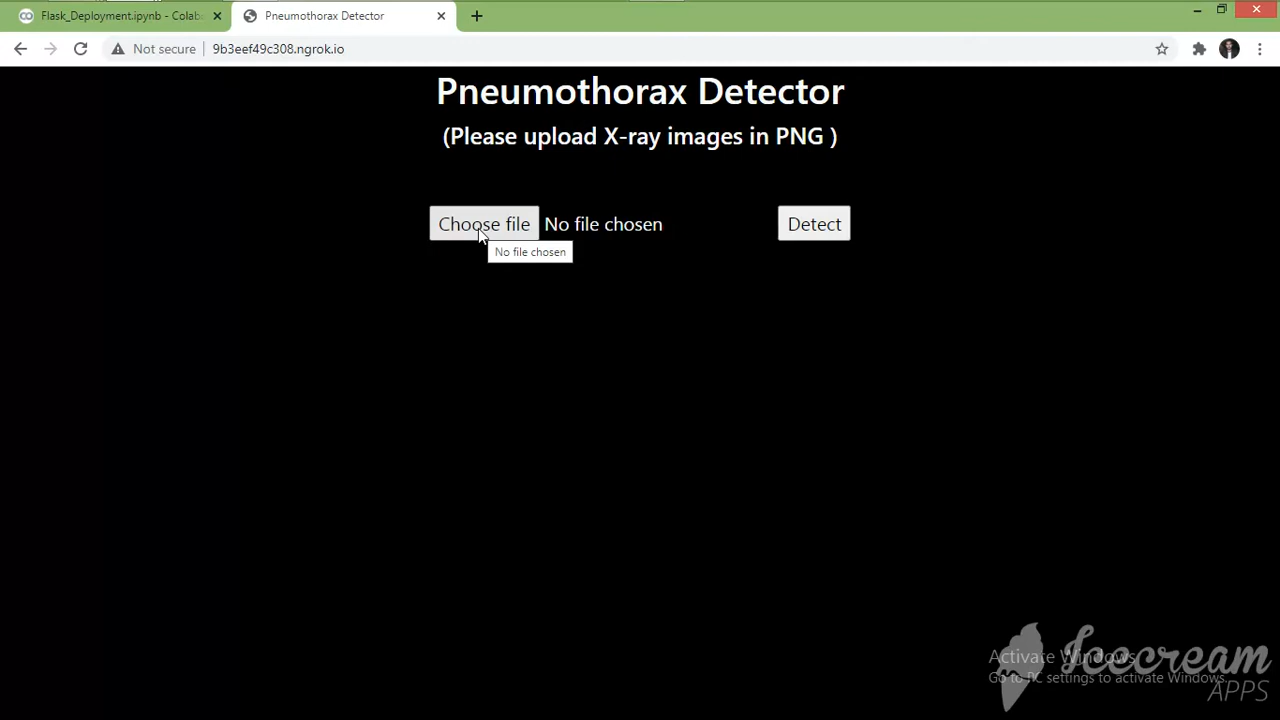 Flask_Deployment.ipynb - Colab
Pneumothorax Detector
Not secure
9b3eef49c308.ngrok.io
Pneumothorax Detector
(Please upload X-ray images in PNG )
Choose file No file chosen
Detect
No file chosen
Activate Windows
Go to PC settings to activate Windows.
Icecream
APPS